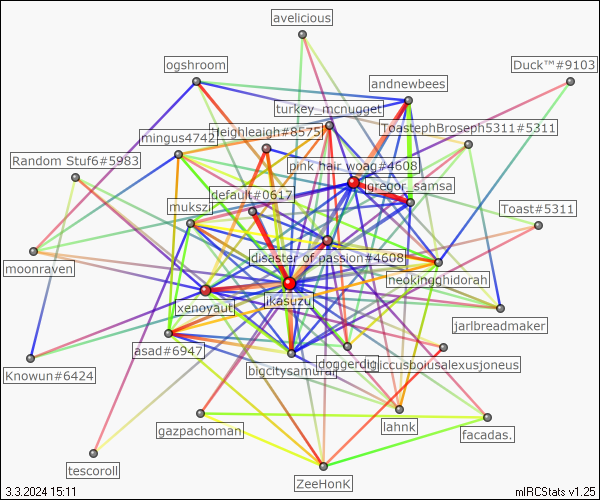 avelicious
ogshroom
Duck™#9103
andnewbees
turkey_mcnugget
Heighleaigh#8575
ToastephBroseph5311#5311
mingus4742
Random Stuf6#5983
pink hair woag#4608
gregor_samsa
default#0617
mukszi
Toast#5311
disaster of passion#4608
moonraven
neokingghidorah
xenoyaut
ikasuzu
jarlbreadmaker
asad#6947
doggerdig
bigcitysamurai
Knowun#6424
lahnk
gazpachoman
facadas.
tescoroll
ZeeHonK
3.3.2024 15:11
mIRCStats v1.25